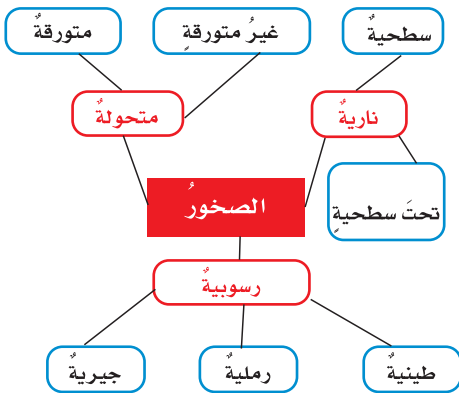 سطحيةٌ
غيرُ متورقةٍ
متورقةٌ
ناريةٌ
متحولةٌ
الصخورُ
تحتَ سطحيةٍ
رسوبيةٌ
طينيةٌ
رمليةٌ
جيريةٌ